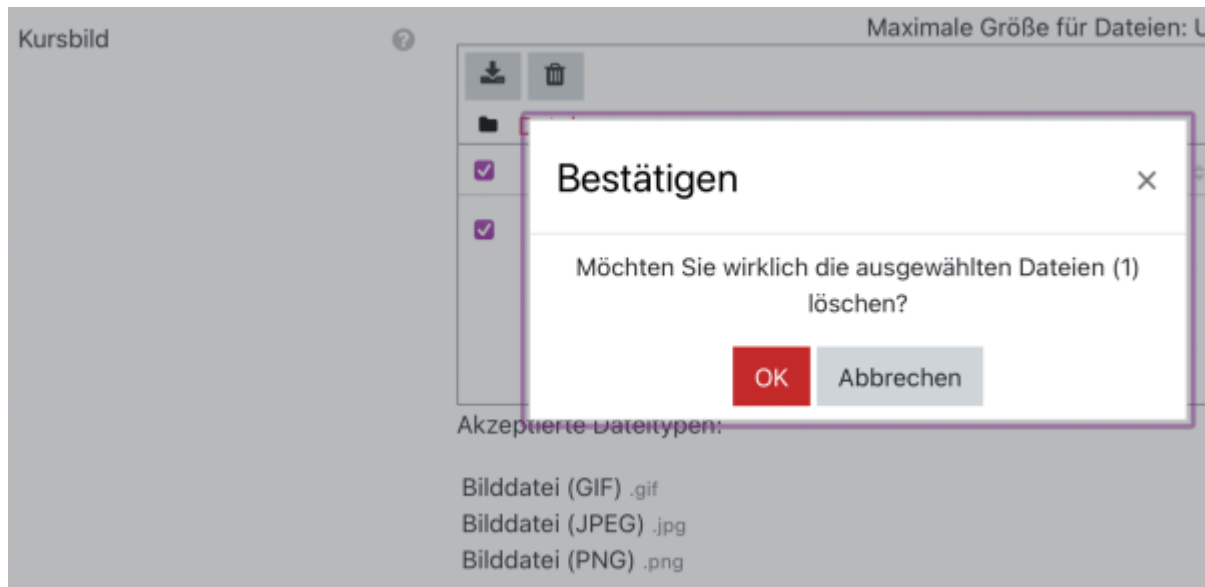 Maximale Größe für Dateien:
Kursbild
Bestätigen
Möchten Sie wirklich die ausgewählten Dateien (1)
löschen?
OK Abbrechen
Akzeptierte Dateitypen:
Bilddatei (GIF) .gif
Bilddatei (JPEG) .jpg
Bilddatei (PNG) .png